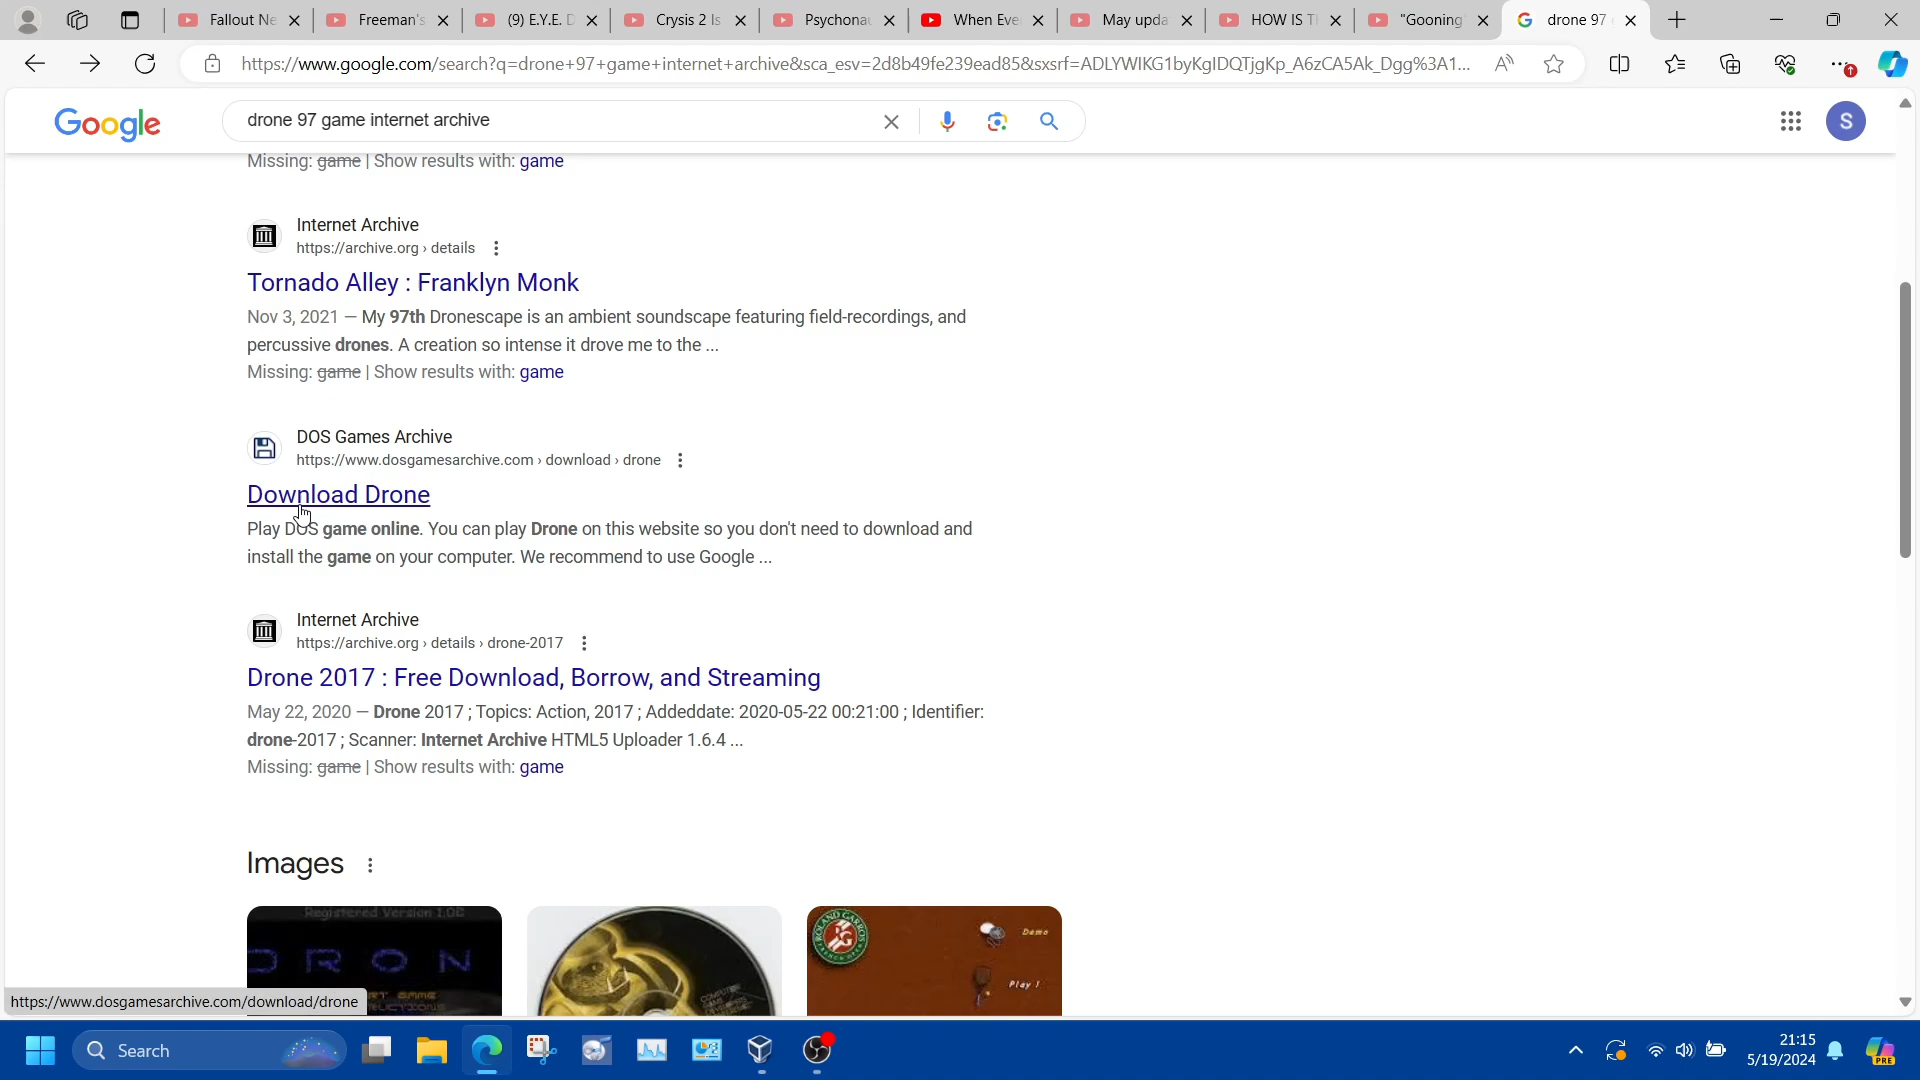 Fallout Ne
Freeman's
(9) E.Y.E. D
Crysis 2 Is
Psychonau
When Eve
May upda
HOW IS T
"Gooning
drone 97
https://www.google.com/search?q=drone+97+game+internet+archive&sca_esv=2d8b49fe239ead85&sxsrf=ADLYWIKG1byKgIDQTjgKp_A6zCA5Ak_Dgg%3A1...
Google
drone 97 game internet archive
S
Missing: game | Show results with: game
Internet Archive
https://archive.org › details
Tornado Alley : Franklyn Monk
Nov 3, 2021 — My 97th Dronescape is an ambient soundscape featuring field-recordings, and
percussive drones. A creation so intense it drove me to the ...
Missing: game | Show results with: game
DOS Games Archive
https://www.dosgamesarchive.com › download › drone
Download Drone
Play DOS game online. You can play Drone on this website so you don't need to download and
install the game on your computer. We recommend to use Google ...
Internet Archive
https://archive.org › details › drone-2017
Drone 2017 : Free Download, Borrow, and Streaming
May 22, 2020 — Drone 2017 ; Topics: Action, 2017 ; Addeddate: 2020-05-22 00:21:00 ; Identifier:
drone-2017 ; Scanner: Internet Archive HTML5 Uploader 1.6.4 ...
Missing: game | Show results with: game
Images
Registered Version 1.02
DRON
ROLAND GARROS
Demo
Play !
https://www.dosgamesarchive.com/download/drone
Search
21:15
5/19/2024
PRE